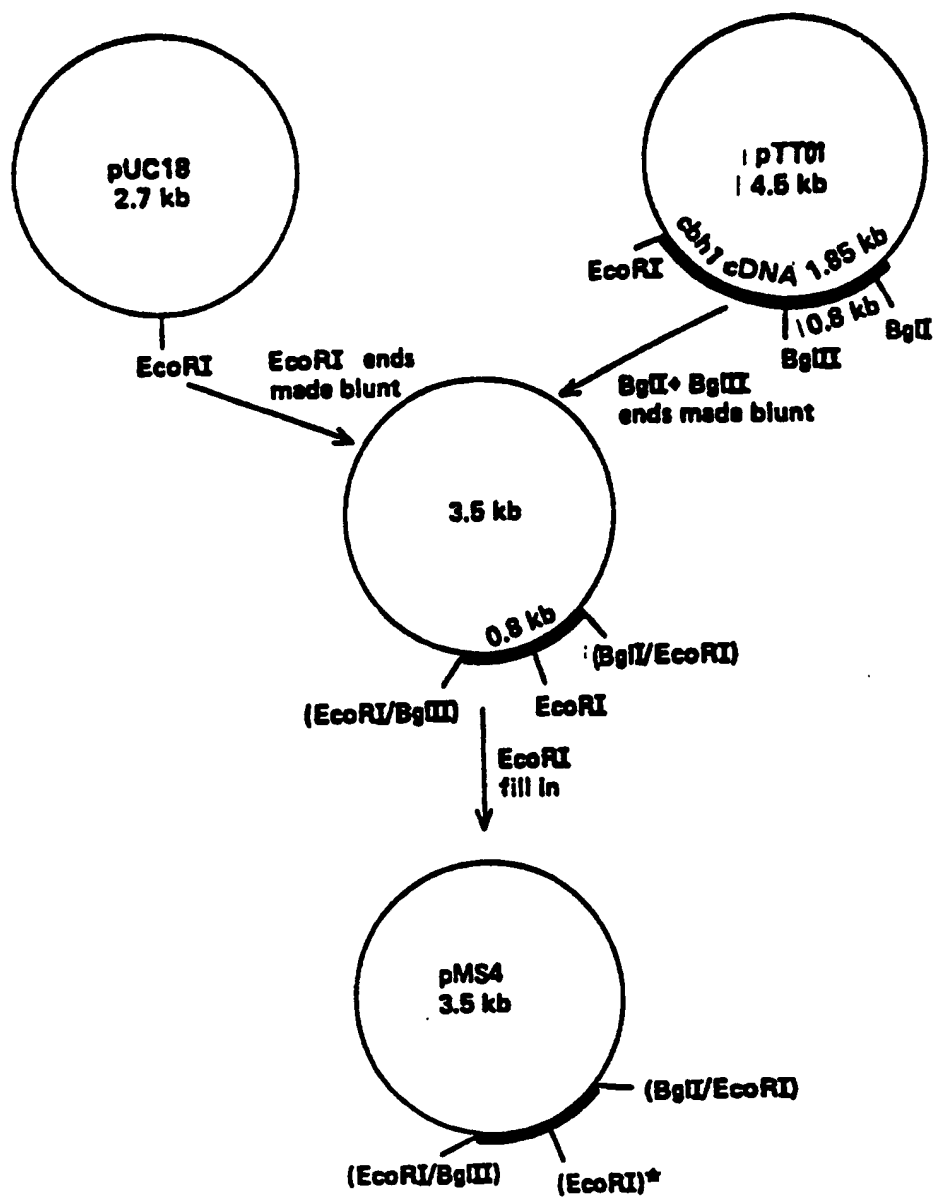 pUC18
2.7 kb
pTT01
4.5 kb
cbh1 cDNA 1.85 kb
EcoRI
0.8 kb
BglI
BglII
EcoRI
EcoRI ends
made blunt
BglI+ BglII
ends made blunt
3.5 kb
0.8 kb
(BglI/EcoRI)
(EcoRI/BglII)
EcoRI
EcoRI
fill in
pMS4
3.5 kb
(BglI/EcoRI)
(EcoRI/BglII)
(EcoRI)*